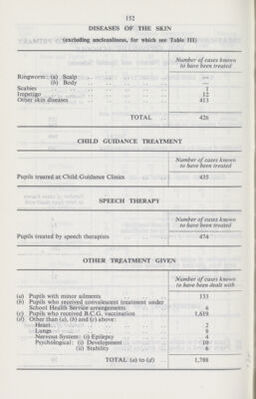 152
DISEASES OF THE SKIN
(excluding uncleanliness, for which see Table III)
Number of cases known
to have been treated
Ringworm: (a) Scalp .. —
(b) Body .. —
Scabies .. 1
Impetigo .. 12
Other skin diseases .. 413
TOTAL .. 426
CHILD GUIDANCE TREATMENT
Number of cases known
to have been treated
Pupils treated at Child Guidance Clinics .. 435
SPEECH THERAPY
Number of cases known
to have been treated
Pupils treated by speech therapists .. 474
OTHER TREATMENT GIVEN
Number of cases known
to have been dealt with
(a) Pupils with minor ailments .. 133
(b) Pupils who received convalescent treatment under
School Health Service arrangements .. 6
(c) Pupils who received B.C.G. vaccination .. 1,619
(d) Other than (a), (b) and (c) above:
Heart .. 2
Lungs .. 8
Nervous System: (i) Epilepsy .. 4
Psychological: (i) Development .. 10
(ii) Stability .. 6
TOTAL (a) to (d) .. 1,788